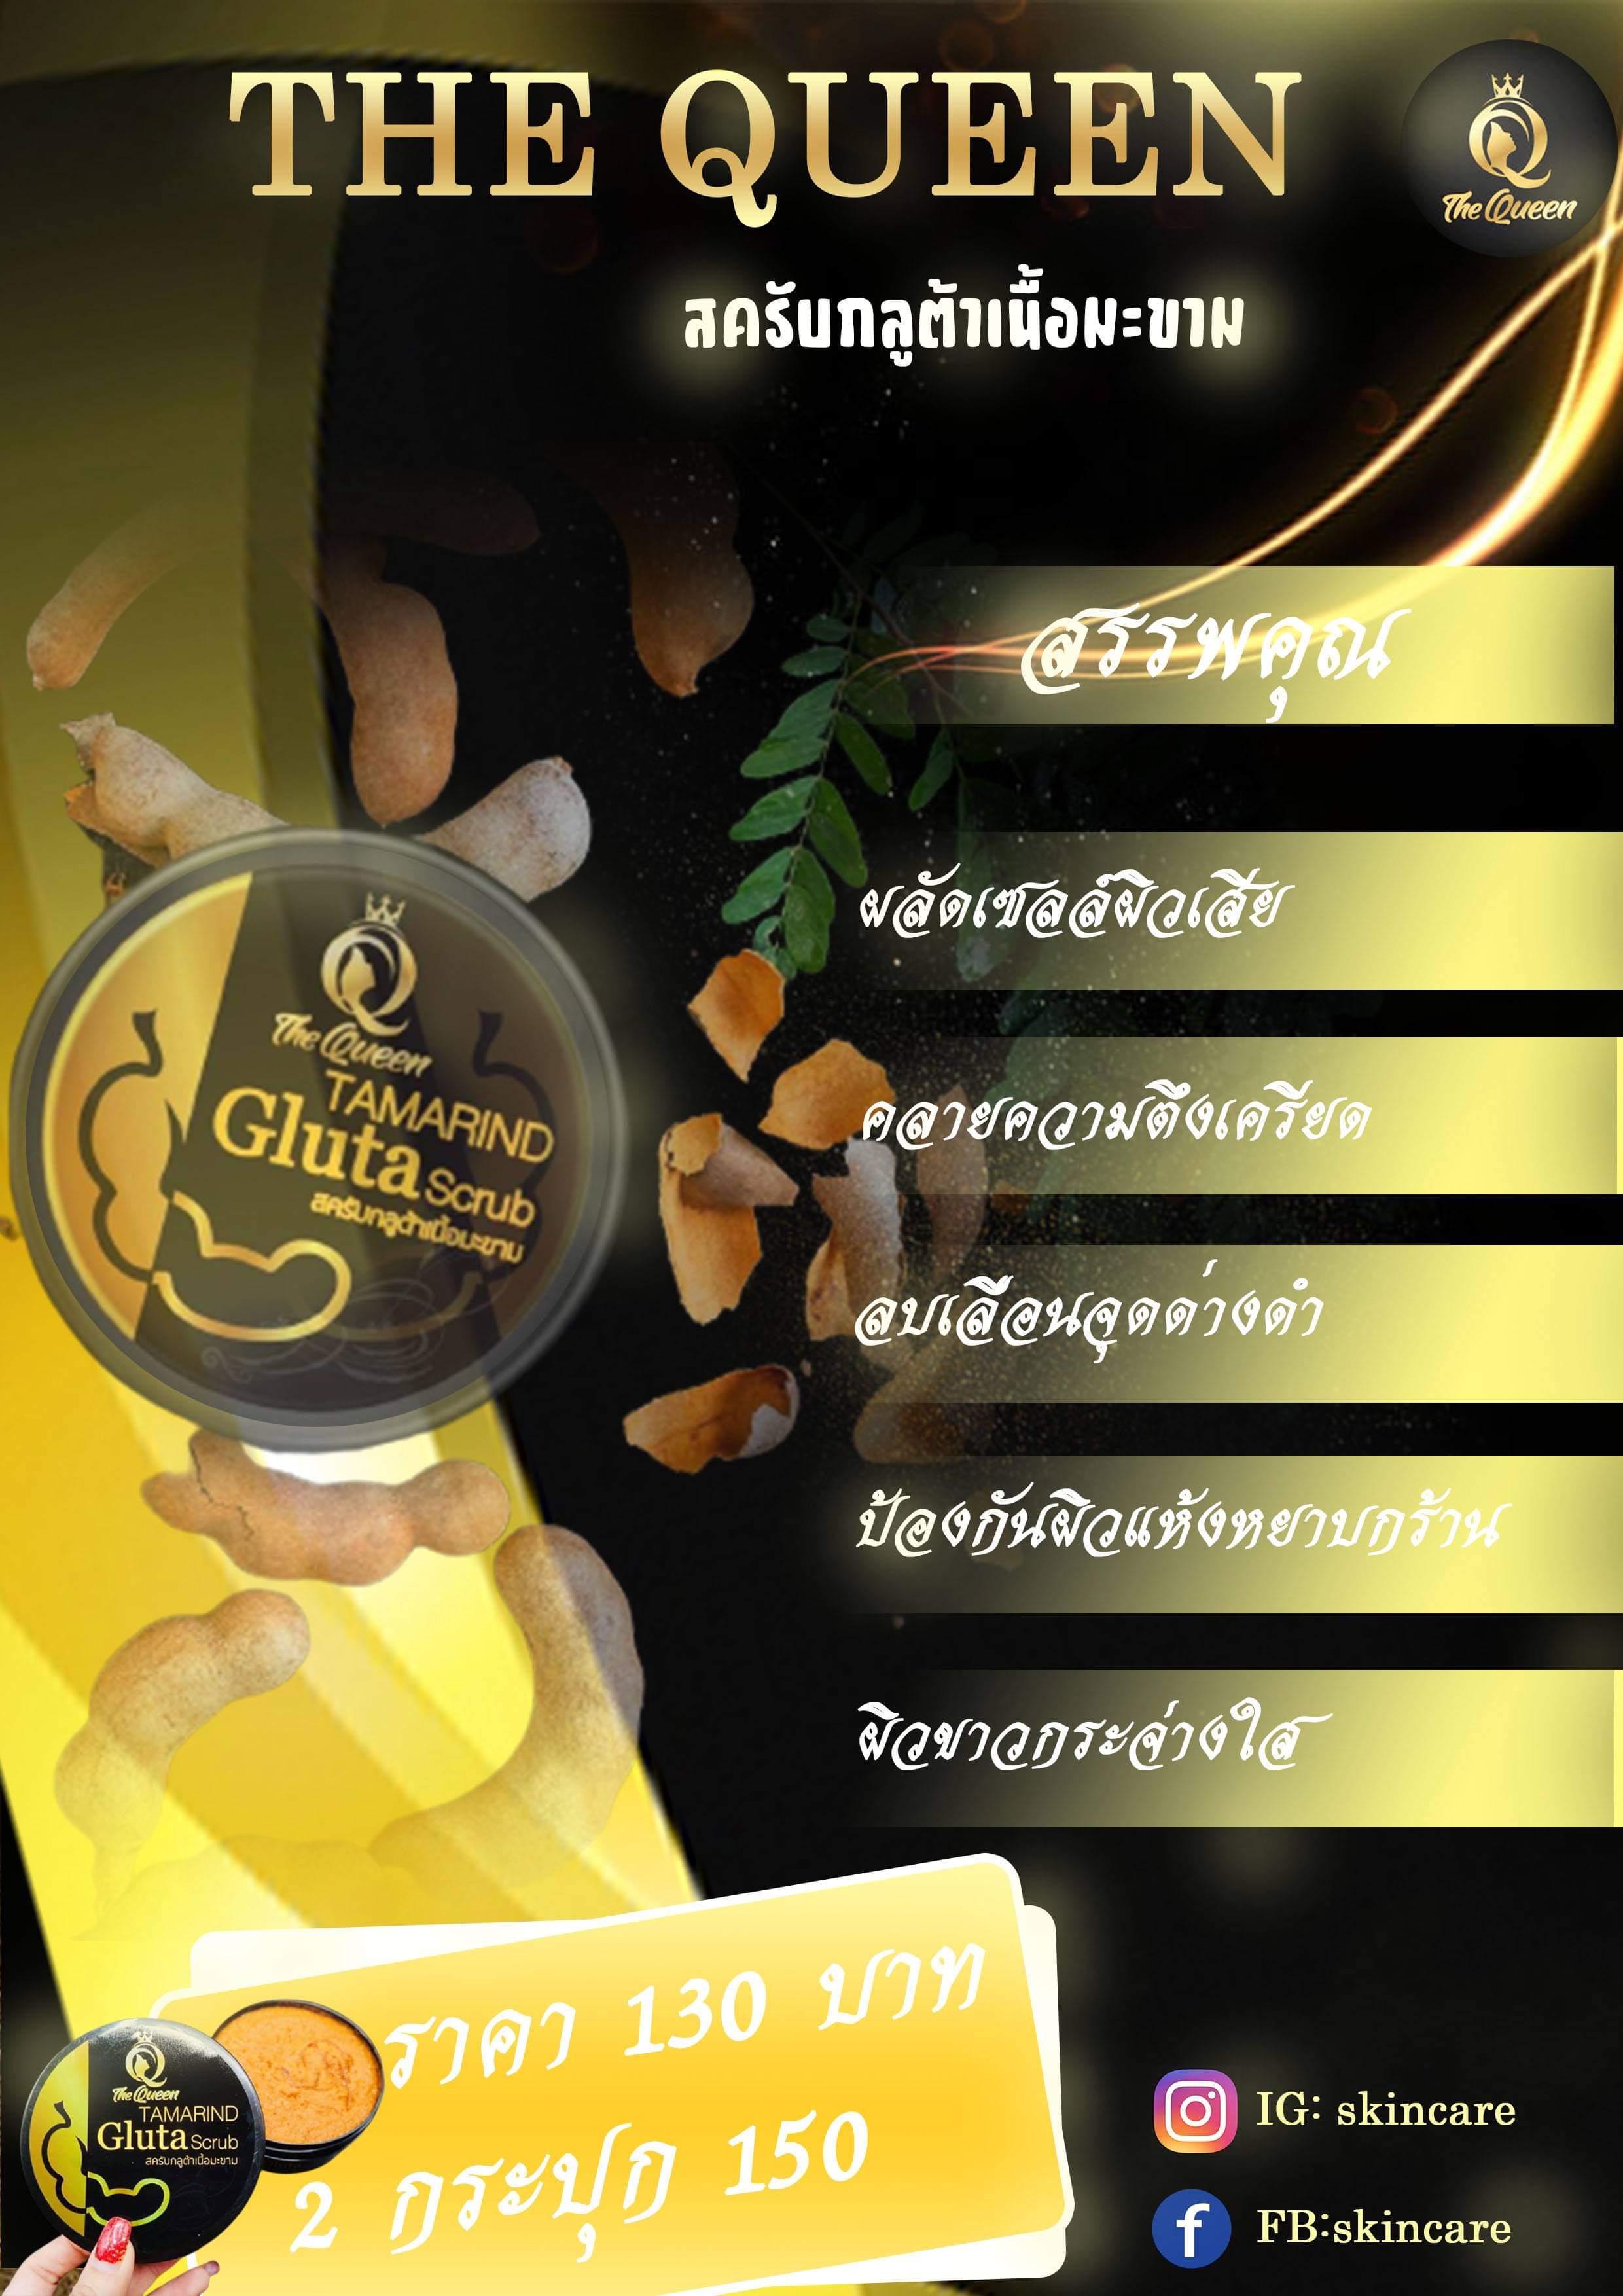 THE QUEEN
The Queen
สครับกลูต้าเนื้อมะขาม
สรรพคุณ
ผลัดเซลล์ผิวเสีย
คลายความตึงเครียด
ลบเลือนจุดด่างดำ
ป้องกันผิวแห้งหยาบกร้าน
ผิวขาวกระจ่างใส
The Queen
TAMARIND
Gluta Scrub
สครับกลูต้าเนื้อมะขาม
ราคา 130 บาท
2 กระปุก 150
The Queen
TAMARIND
Gluta Scrub
สครับกลูต้าเนื้อมะขาม
IG: skincare
FB:skincare